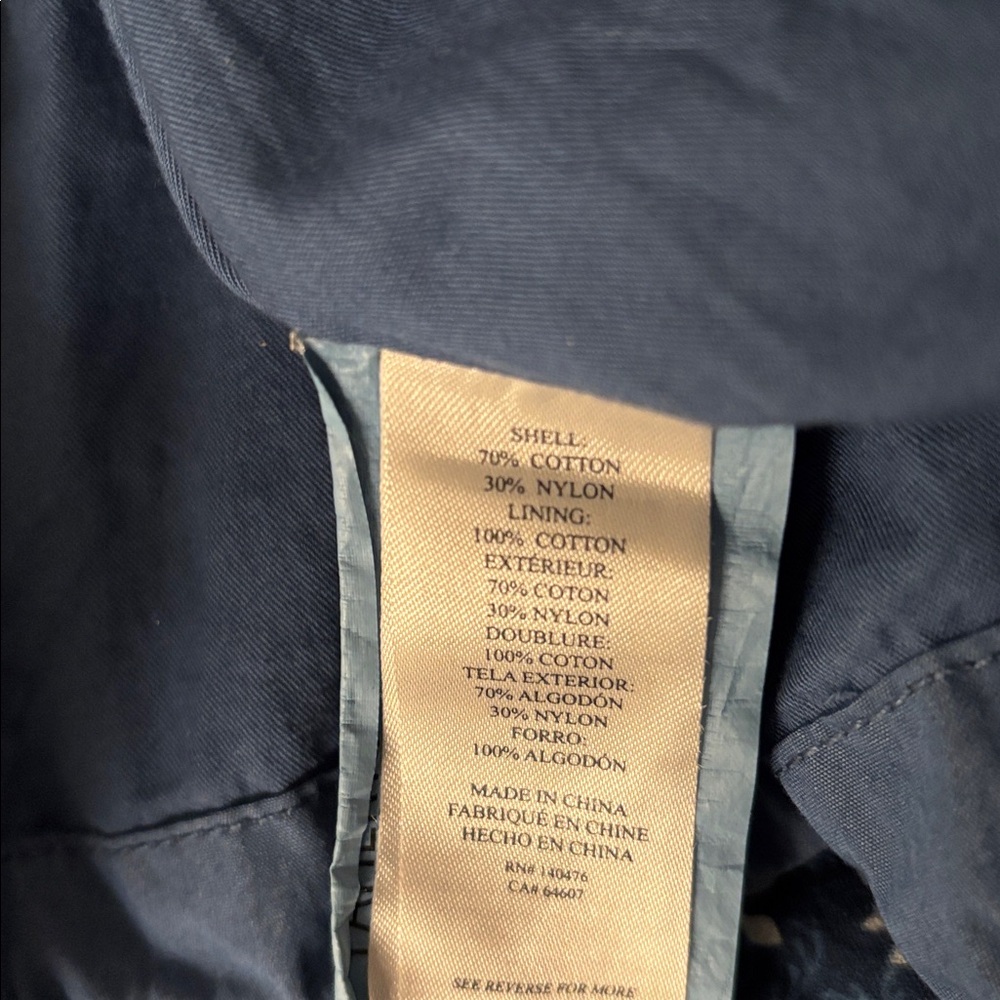 SHELL:
70% COTTON
30% NYLON
LINING:
100% COTTON
EXTÉRIEUR:
70% COTON
30% NYLON
DOUBLURE:
100% COTON
TELA EXTERIOR:
70% ALGODÓN
30% NYLON
FORRO:
100% ALGODÓN
MADE IN CHINA
FABRIQUÉ EN CHINE
HECHO EN CHINA
RN# 140476
CA# 64607
SEE REVERSE FOR MORE